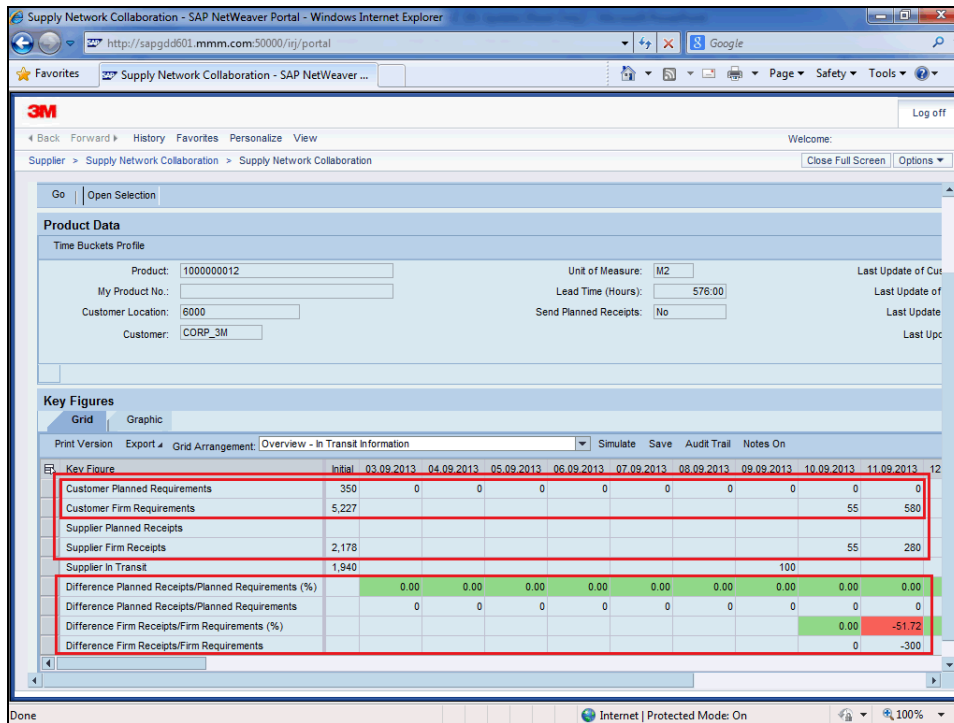 Supply Network Collaboration - SAP NetWeaver Portal - Windows Internet Explorer
http://sapgdd601.mmm.com:50000/irj/portal
Google
Favorites Supply Network Collaboration - SAP NetWeaver ...
Page Safety Tools
3M
Log off
Back Forward History Favorites Personalize View Welcome:
Supplier > Supply Network Collaboration > Supply Network Collaboration Close Full Screen Options
Go Open Selection
Product Data
Time Buckets Profile
Product: 1000000012 Unit of Measure: M2 Last Update of Cus
My Product No.: Lead Time (Hours): 576:00 Last Update of
Customer Location: 6000 Send Planned Receipts: No Last Update
Customer: CORP_3M Last Upd
Key Figures
Grid Graphic
Print Version Export Grid Arrangement: Overview - In Transit Information Simulate Save Audit Trail Notes On
Key Figure Initial 03.09.2013 04.09.2013 05.09.2013 06.09.2013 07.09.2013 08.09.2013 09.09.2013 10.09.2013 11.09.2013 12
Customer Planned Requirements 350 0 0 0 0 0 0 0 0 0
Customer Firm Requirements 5,227 55 580
Supplier Planned Receipts
Supplier Firm Receipts 2,178 55 280
Supplier In Transit 1,940 100
Difference Planned Receipts/Planned Requirements (%) 0.00 0.00 0.00 0.00 0.00 0.00 0.00 0.00 0.00
Difference Planned Receipts/Planned Requirements 0 0 0 0 0 0 0 0 0
Difference Firm Receipts/Firm Requirements (%) 0.00 -51.72
Difference Firm Receipts/Firm Requirements 0 -300
Done Internet | Protected Mode: On 100%